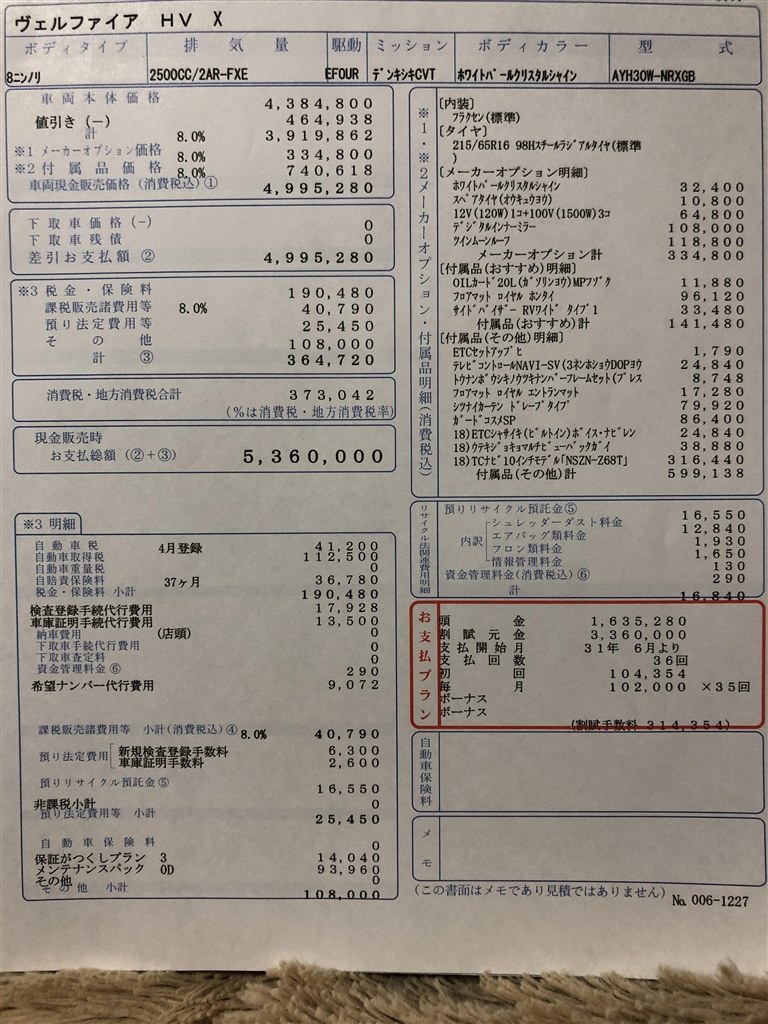 ヴェルファイア HV X
ボディタイプ 排気量 駆動 ミッション ボディカラー 型式
8ニンノリ 2500CC/2AR-FXE EFOUR デンキシキCVT ホワイトパールクリスタルシャイン AYH30W-NRXGB
車両本体価格 4,384,800
値引き(−) 464,938
計 3,919,862
※1 メーカーオプション価格 8.0% 334,800
※2 付属品価格 8.0% 740,618
車両現金販売価格(消費税込)① 8.0% 4,995,280
下取車価格(−) 0
下取車残債 0
差引お支払額 ② 4,995,280
※3 税金・保険料 190,480
課税販売諸費用等 8.0% 40,790
預り法定費用等 25,450
その他 108,000
計 ③ 364,720
消費税・地方消費税合計 373,042
(%は消費税・地方消費税率)
現金販売時
お支払総額(②+③) 5,360,000
※3 明細
自動車税 4月登録 41,200
自動車取得税 112,500
自動車重量税 0
自賠責保険料 37ヶ月 36,780
税金・保険料 小計 190,480
検査登録手続代行費用 17,928
車庫証明手続代行費用 13,500
納車費用 (店頭) 0
下取車手続代行費用 0
下取車査定料 0
資金管理料金⑥ 290
希望ナンバー代行費用 9,072
課税販売諸費用等 小計(消費税込)④ 8.0% 40,790
預り法定費用 新規検査登録手数料 6,300
車庫証明手数料 2,600
預りリサイクル預託金⑤ 16,550
非課税小計 0
預り法定費用等 小計 25,450
自動車保険料 0
保証がつくしプラン 3 14,040
メンテナンスパック OD 93,960
その他 0
その他 小計 108,000
※1・※2メーカーオプション・付属品明細(消費税込)
[内装]
フラクセン(標準)
[タイヤ]
215/65R16 98Hスチールラジアルタイヤ(標準
)
[メーカーオプション明細]
ホワイトパールクリスタルシャイン 32,400
スペアタイヤ(オウキュウヨウ) 10,800
12V(120W)1コ+100V(1500W)3コ 64,800
デジタルインナーミラー 108,000
ツインムーンルーフ 118,800
メーカーオプション計 334,800
[付属品(おすすめ)明細]
OILカード20L(ガソリンヨウ)MPフゾク 11,880
フロアマット ロイヤル ホンタイ 96,120
サイドバイザー RVワイド タイプ1 33,480
付属品(おすすめ)計 141,480
[付属品(その他)明細]
ETCセットアップヒ 1,790
テレビコントロールNAVI-SV(3ネンホショウDOPヨウ 24,840
トウナンボウシキノウツキナンバーフレームセット(プレス 8,748
フロアマット ロイヤル エントランマット 17,280
シツナイカーテン ドレープタイプ 79,920
ガードコスメSP 86,400
18)ETCシャサイキ(ビルトイン)ボイス・ナビレン 24,840
18)ウテキジョキョマルチビューバックガイ 38,880
18)TCナビ10インチモデル「NSZN-Z68T」 316,440
付属品(その他)計 599,138
リサイクル法関連費用明細
預りリサイクル預託金⑤ 16,550
内訳 シュレッダーダスト料金 12,840
エアバッグ類料金 1,930
フロン類料金 1,650
情報管理料金 130
資金管理料金(消費税込)⑥ 290
計 16,840
お支払プラン
頭金 1,635,280
割賦元金 3,360,000
支払開始月 31年 6月より
支払回数 36回
初回 104,354
毎月 102,000 ×35回
ボーナス
ボーナス
(割賦手数料 314,354)
自動車保険料
メモ
(この書面はメモであり見積ではありません)
No. 006-1227